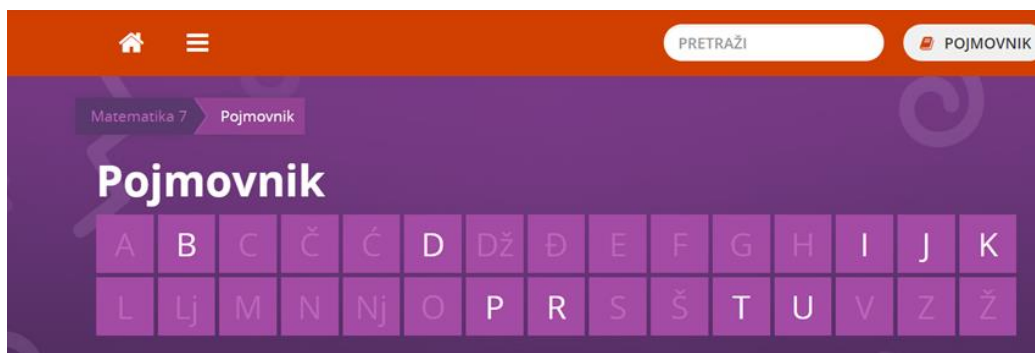 PRETRAŽI POJMOVNIK
Matematika 7 Pojmovnik
Pojmovnik
A B C Č Ć D Dž Đ E F G H I J K
L Lj M N Nj O P R S Š T U V Z Ž